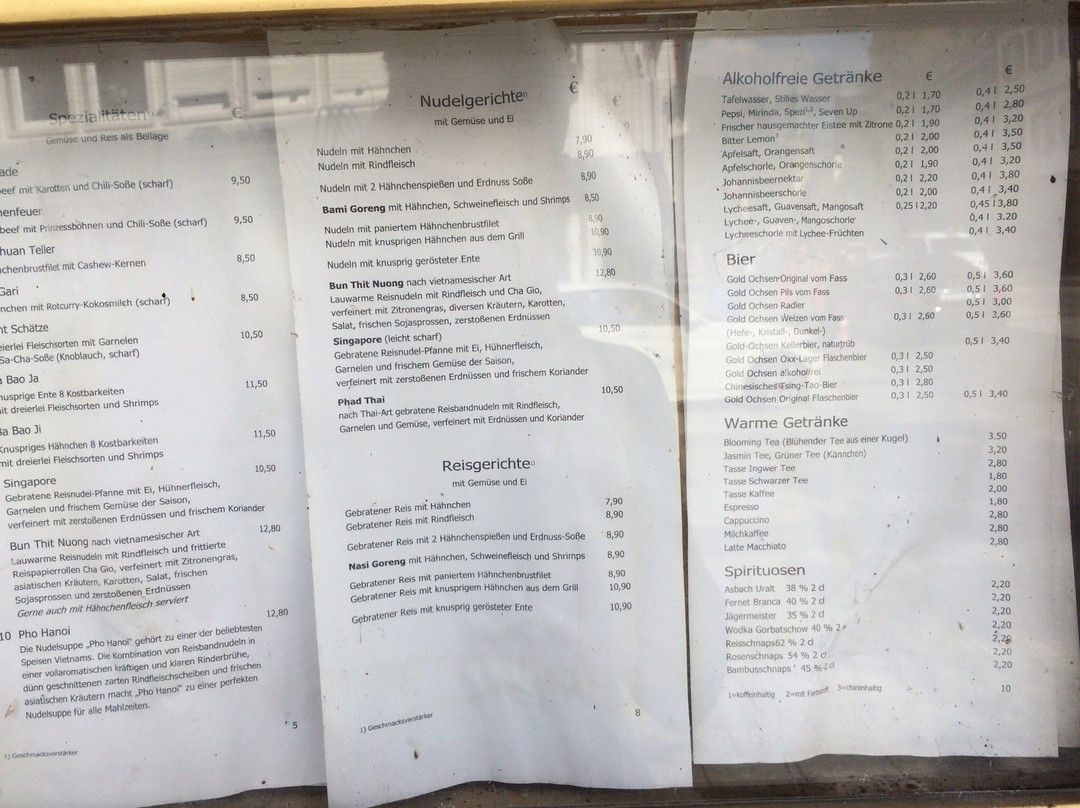 Spezialitäten¹⁾ €
Gemüse und Reis als Beilage
beef mit Karotten und Chili-Soße (scharf) 9,50
beef mit Prinzessbohnen und Chili-Soße (scharf) 9,50
Teller
mit Cashew-Kernen 8,50
Gari
mit Rotcurry-Kokosmilch (scharf) 8,50
Schätze
Fleischsorten mit Garnelen 10,50
Sa-Cha-Soße (Knoblauch, scharf)
Bao Ja
Ente 8 Kostbarkeiten 11,50
dreierlei Fleischsorten und Shrimps
Bao Ji
Knuspriges Hähnchen 8 Kostbarkeiten 11,50
mit dreierlei Fleischsorten und Shrimps
Singapore 10,50
Gebratene Reisnudel-Pfanne mit Ei, Hühnerfleisch,
Garnelen und frischem Gemüse der Saison,
verfeinert mit zerstoßenen Erdnüssen und frischem Koriander
Bun Thit Nuong nach vietnamesischer Art 12,80
Lauwarme Reisnudeln mit Rindfleisch und frittierte
Reispapierrollen Cha Gio, verfeinert mit Zitronengras,
asiatischen Kräutern, Karotten, Salat, frischen
Sojasprossen und zerstoßenen Erdnüssen
Gerne auch mit Hähnchenfleisch serviert
10 Pho Hanoi 12,80
Die Nudelsuppe „Pho Hanoi" gehört zu einer der beliebtesten
Speisen Vietnams. Die Kombination von Reisbandnudeln in
einer vollaromatischen kräftigen und klaren Rinderbrühe,
dünn geschnittenen zarten Rindfleischscheiben und frischen
asiatischen Kräutern macht „Pho Hanoi" zu einer perfekten
Nudelsuppe für alle Mahlzeiten.
5
1) Geschmacksverstärker
Nudelgerichte¹⁾ €
mit Gemüse und Ei
Nudeln mit Hähnchen 7,90
Nudeln mit Rindfleisch 8,90
Nudeln mit 2 Hähnchenspießen und Erdnuss Soße 8,90
Bami Goreng mit Hähnchen, Schweinefleisch und Shrimps 8,50
Nudeln mit paniertem Hähnchenbrustfilet 8,90
Nudeln mit knusprigen Hähnchen aus dem Grill 10,90
Nudeln mit knusprig gerösteter Ente 10,90
Bun Thit Nuong nach vietnamesischer Art 12,80
Lauwarme Reisnudeln mit Rindfleisch und Cha Gio,
verfeinert mit Zitronengras, diversen Kräutern, Karotten,
Salat, frischen Sojasprossen, zerstoßenen Erdnüssen
Singapore (leicht scharf) 10,50
Gebratene Reisnudel-Pfanne mit Ei, Hühnerfleisch,
Garnelen und frischem Gemüse der Saison,
verfeinert mit zerstoßenen Erdnüssen und frischem Koriander
Phad Thai 10,50
nach Thai-Art gebratene Reisbandnudeln mit Rindfleisch,
Garnelen und Gemüse, verfeinert mit Erdnüssen und Koriander
Reisgerichte¹⁾
mit Gemüse und Ei
Gebratener Reis mit Hähnchen 7,90
Gebratener Reis mit Rindfleisch 8,90
Gebratener Reis mit 2 Hähnchenspießen und Erdnuss-Soße 8,90
Nasi Goreng mit Hähnchen, Schweinefleisch und Shrimps 8,90
Gebratener Reis mit paniertem Hähnchenbrustfilet 8,90
Gebratener Reis mit knusprigem Hähnchen aus dem Grill 10,90
Gebratener Reis mit knusprig gerösteter Ente 10,90
8
1) Geschmacksverstärker
Alkoholfreie Getränke € €
Tafelwasser, Stilles Wasser 0,2 l 1,70 0,4 l 2,50
Pepsi, Mirinda, Spezi¹·², Seven Up 0,2 l 1,70 0,4 l 2,80
Frischer hausgemachter Eistee mit Zitrone 0,2 l 1,90 0,4 l 3,20
Bitter Lemon³ 0,2 l 2,00 0,4 l 3,50
Apfelsaft, Orangensaft 0,2 l 2,00 0,4 l 3,50
Apfelschorle, Orangenschorle 0,2 l 1,90 0,4 l 3,20
Johannisbeernektar 0,2 l 2,20 0,4 l 3,80
Johannisbeerschorle 0,2 l 2,00 0,4 l 3,40
Lycheesaft, Guavensaft, Mangosaft 0,25 l 2,20 0,45 l 3,80
Lychee-, Guaven-, Mangoschorle 0,4 l 3.20
Lycheeschorle mit Lychee-Früchten 0,4 l 3,40
Bier
Gold Ochsen-Original vom Fass 0,3 l 2,60 0,5 l 3,60
Gold Ochsen Pils vom Fass 0,3 l 2,60 0,5 l 3,60
Gold Ochsen Radler 0,5 l 3,00
Gold Ochsen Weizen vom Fass 0,3 l 2,60 0,5 l 3,60
(Hefe-, Kristall-, Dunkel-)
Gold-Ochsen Kellerbier, naturtrüb 0,5 l 3,40
Gold Ochsen Oxx-Lager Flaschenbier 0,3 l 2,50
Gold Ochsen alkoholfrei 0,3 l 2,50
Chinesisches Tsing-Tao-Bier 0,3 l 2,80
Gold Ochsen Original Flaschenbier 0,3 l 2,50 0,5 l 3,40
Warme Getränke
Blooming Tea (Blühender Tee aus einer Kugel) 3.50
Jasmin Tee, Grüner Tee (Kännchen) 3,20
Tasse Ingwer Tee 2,80
Tasse Schwarzer Tee 1,80
Tasse Kaffee 2,00
Espresso 1,80
Cappuccino 2,80
Milchkaffee 2,80
Latte Macchiato 2,80
Spirituosen
Asbach Uralt 38 % 2 cl 2,20
Fernet Branca 40 % 2 cl 2,20
Jägermeister 35 % 2 cl 2,20
Wodka Gorbatschow 40 % 2 2,20
Reisschnaps62 % 2 cl 2,20
Rosenschnaps 54 % 2 cl 2,20
Bambusschnaps 45 % 2 cl 2,20
1=koffeinhaltig 2=mit Farbstoff 3=chininhaltig
10